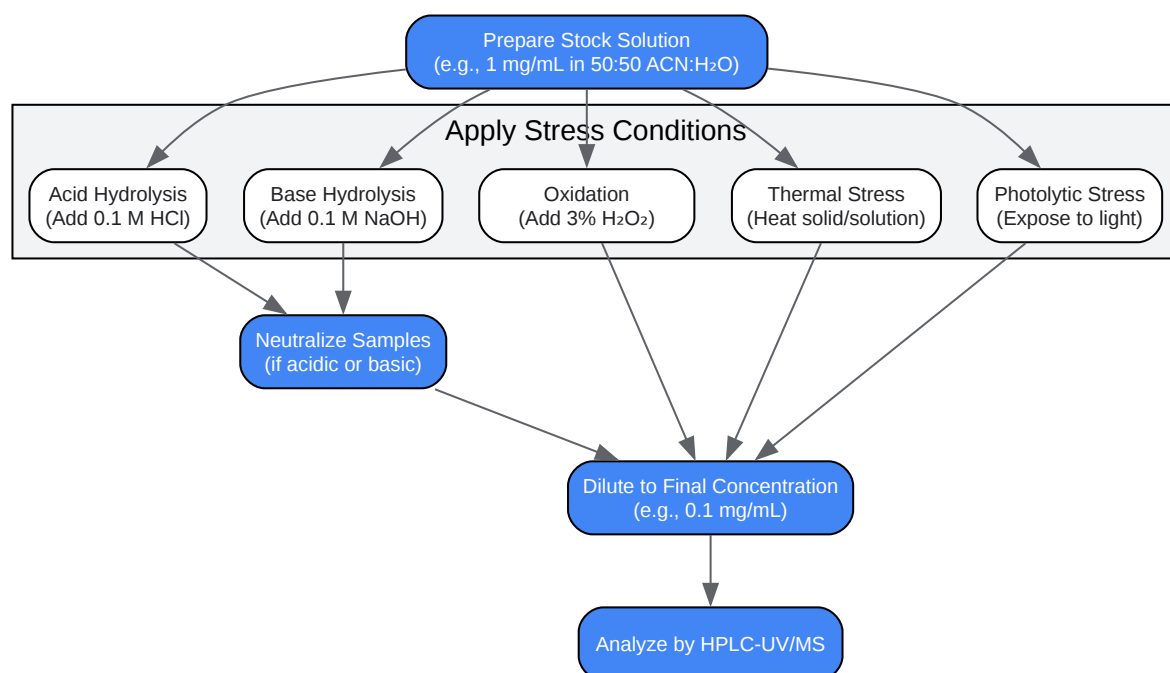 Prepare Stock Solution
(e.g., 1 mg/mL in 50:50 ACN:H₂O)
Apply Stress Conditions
Acid Hydrolysis
(Add 0.1 M HCl)
Base Hydrolysis
(Add 0.1 M NaOH)
Oxidation
(Add 3% H₂O₂)
Thermal Stress
(Heat solid/solution)
Photolytic Stress
(Expose to light)
Neutralize Samples
(if acidic or basic)
Dilute to Final Concentration
(e.g., 0.1 mg/mL)
Analyze by HPLC-UV/MS